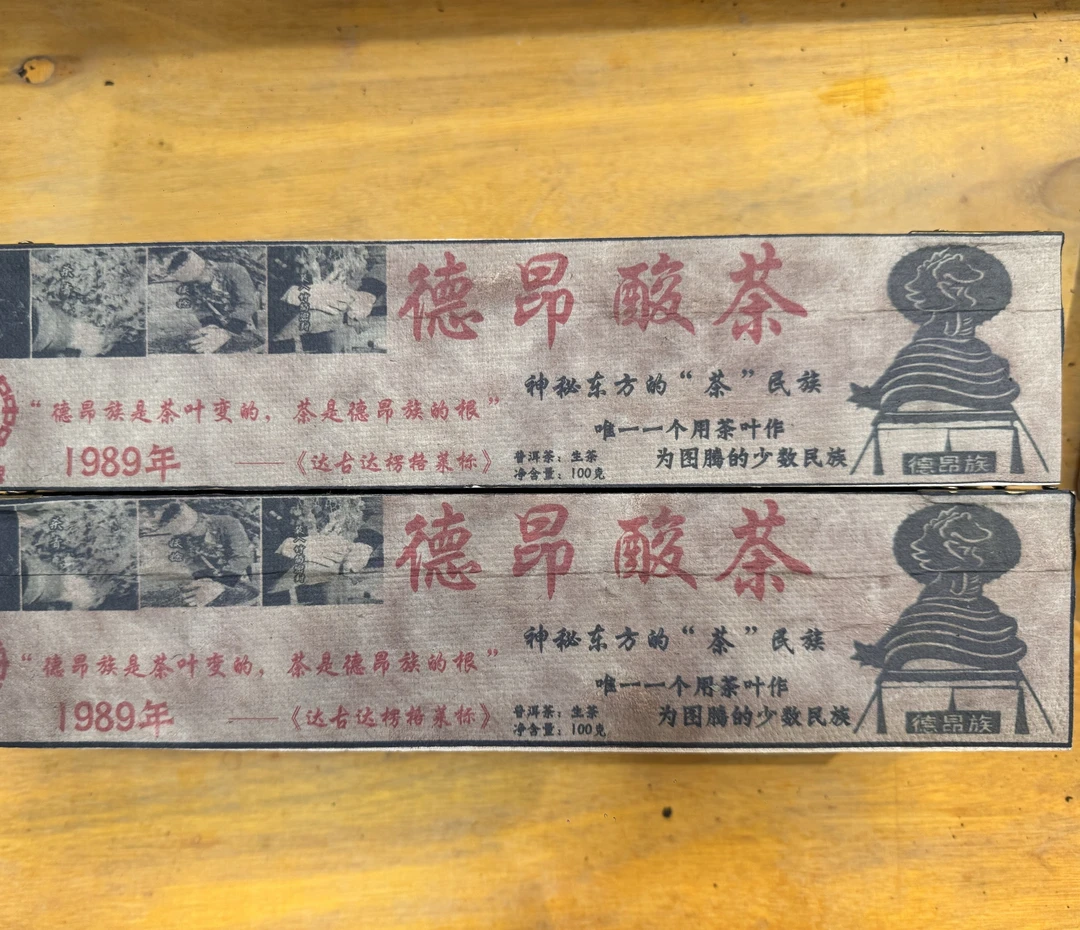 德昂酸茶
神秘东方的“茶”民族
“德昂族是茶叶变的，茶是德昂族的根”
唯一一个用茶叶作
为图腾的少数民族
1989年
——《达古达楞格莱标》
普洱茶：生茶
净含量：100克
德昂族
德昂酸茶
神秘东方的“茶”民族
“德昂族是茶叶变的，茶是德昂族的根”
唯一一个用茶叶作
为图腾的少数民族
1989年
——《达古达楞格莱标》
普洱茶：生茶
净含量：100克
德昂族